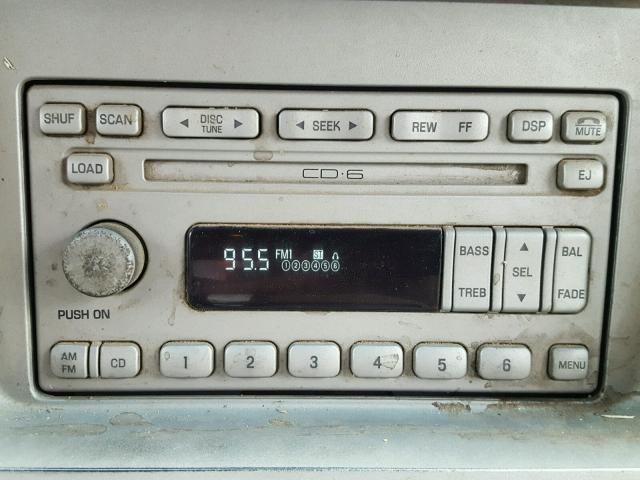 SHUF SCAN ◄ DISC TUNE ► ◄ SEEK ► REW FF DSP MUTE
LOAD CD·6 EJ
95.5 FM1 ST
①②③④⑤⑥
BASS ▲ BAL
SEL
TREB ▼ FADE
PUSH ON
AM FM CD 1 2 3 4 5 6 MENU